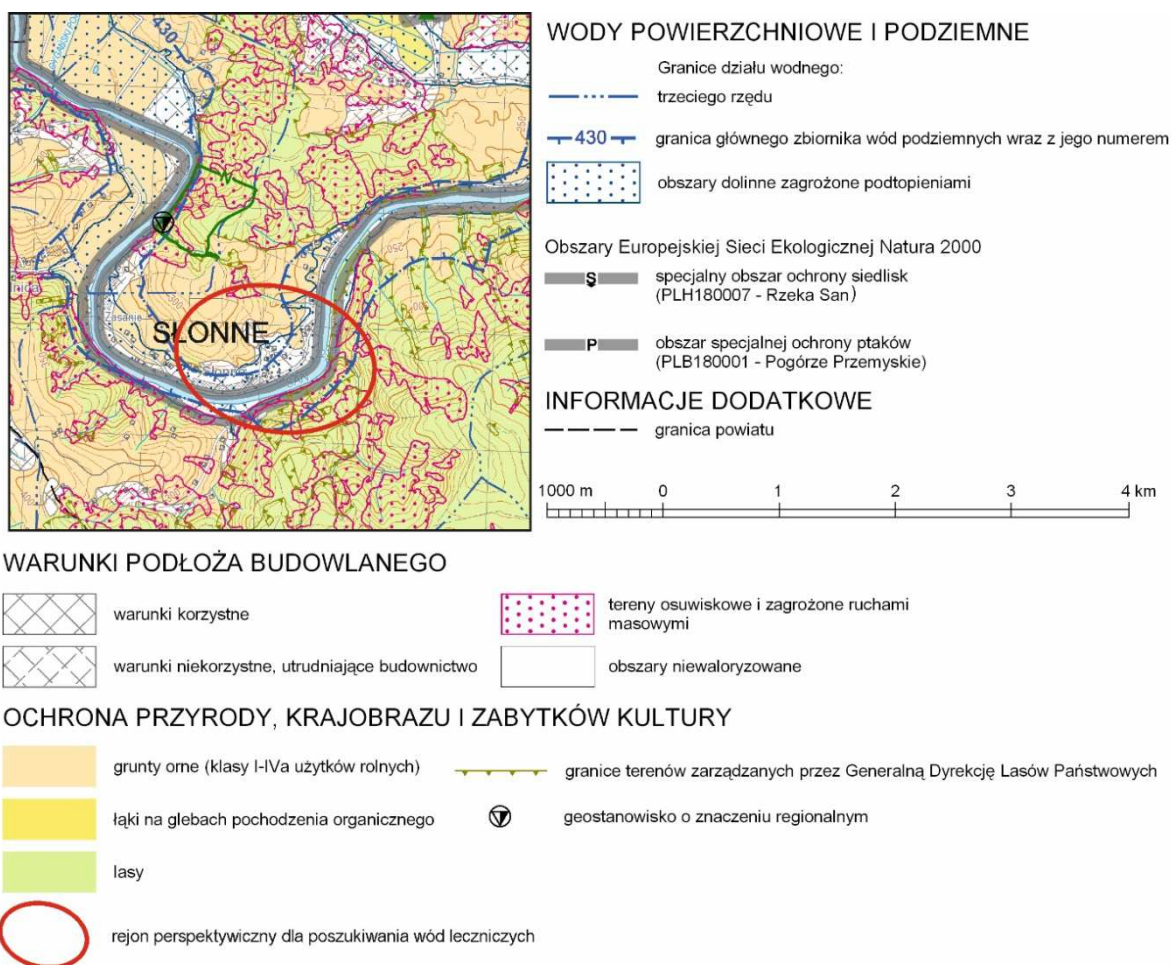 430
SŁONNE
Zasanie
250
WODY POWIERZCHNIOWE I PODZIEMNE
Granice działu wodnego:
trzeciego rzędu
430 granica głównego zbiornika wód podziemnych wraz z jego numerem
obszary dolinne zagrożone podtopieniami
Obszary Europejskiej Sieci Ekologicznej Natura 2000
S specjalny obszar ochrony siedlisk
(PLH180007 - Rzeka San)
P obszar specjalnej ochrony ptaków
(PLB180001 - Pogórze Przemyskie)
INFORMACJE DODATKOWE
granica powiatu
1000 m 0 1 2 3 4 km
WARUNKI PODŁOŻA BUDOWLANEGO
warunki korzystne
tereny osuwiskowe i zagrożone ruchami
masowymi
warunki niekorzystne, utrudniające budownictwo
obszary niewaloryzowane
OCHRONA PRZYRODY, KRAJOBRAZU I ZABYTKÓW KULTURY
grunty orne (klasy I-IVa użytków rolnych)
granice terenów zarządzanych przez Generalną Dyrekcję Lasów Państwowych
łąki na glebach pochodzenia organicznego
geostanowisko o znaczeniu regionalnym
lasy
rejon perspektywiczny dla poszukiwania wód leczniczych